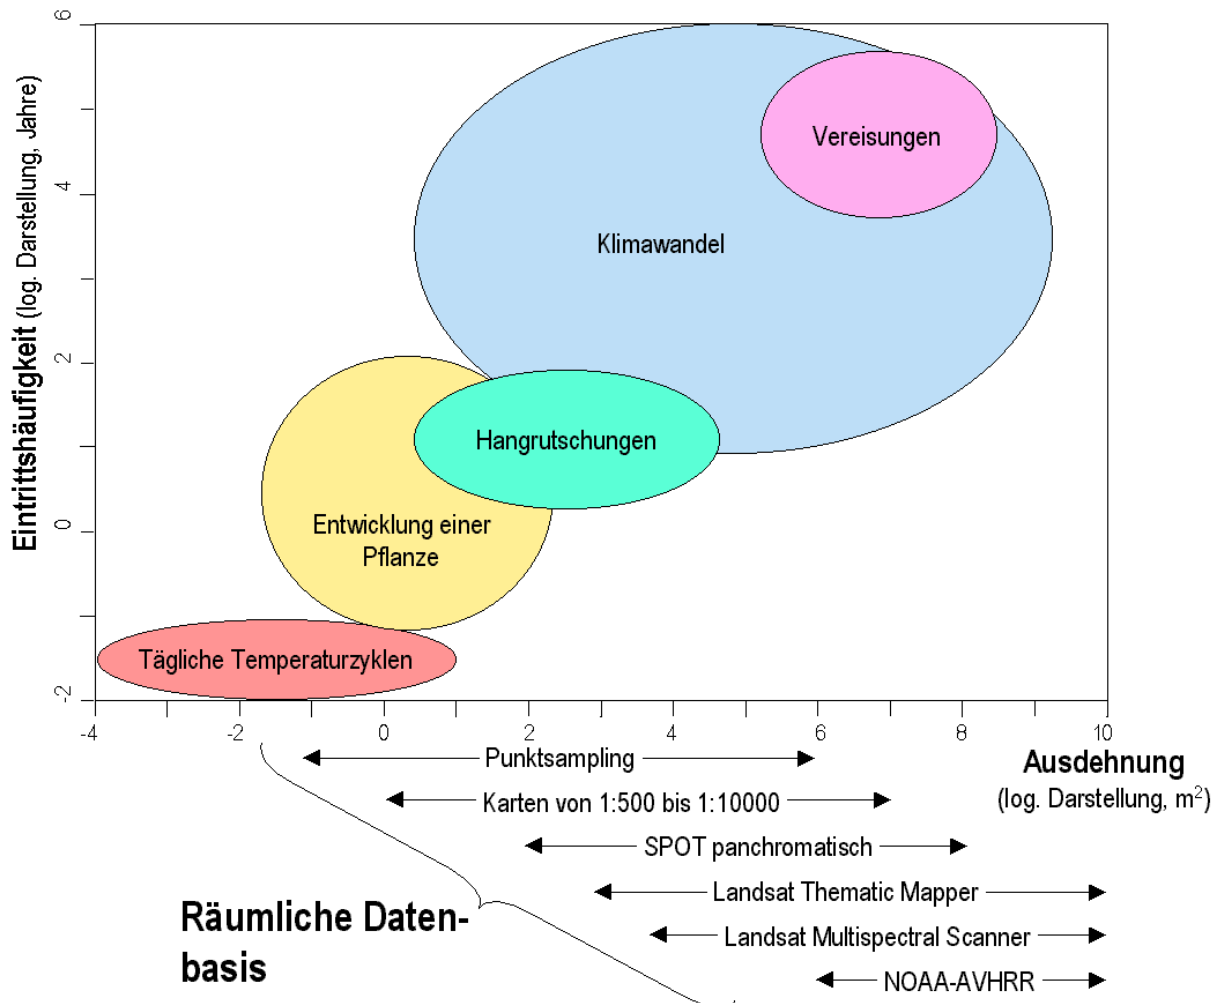 6
4
2
0
-2
Eintrittshäufigkeit (log. Darstellung, Jahre)
Vereisungen
Klimawandel
Hangrutschungen
Entwicklung einer
Pflanze
Tägliche Temperaturzyklen
-4 -2 0 2 4 6 8 10
Ausdehnung
(log. Darstellung, m²)
Punktsampling
Karten von 1:500 bis 1:10000
SPOT panchromatisch
Landsat Thematic Mapper
Landsat Multispectral Scanner
NOAA-AVHRR
Räumliche Daten-
basis